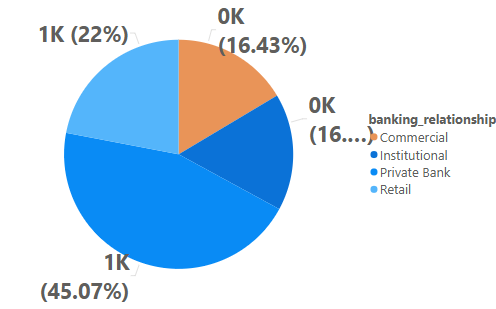 1K (22%)
0K
(16.43%)
0K
(16....)
1K
(45.07%)
banking_relationship
Commercial
Institutional
Private Bank
Retail